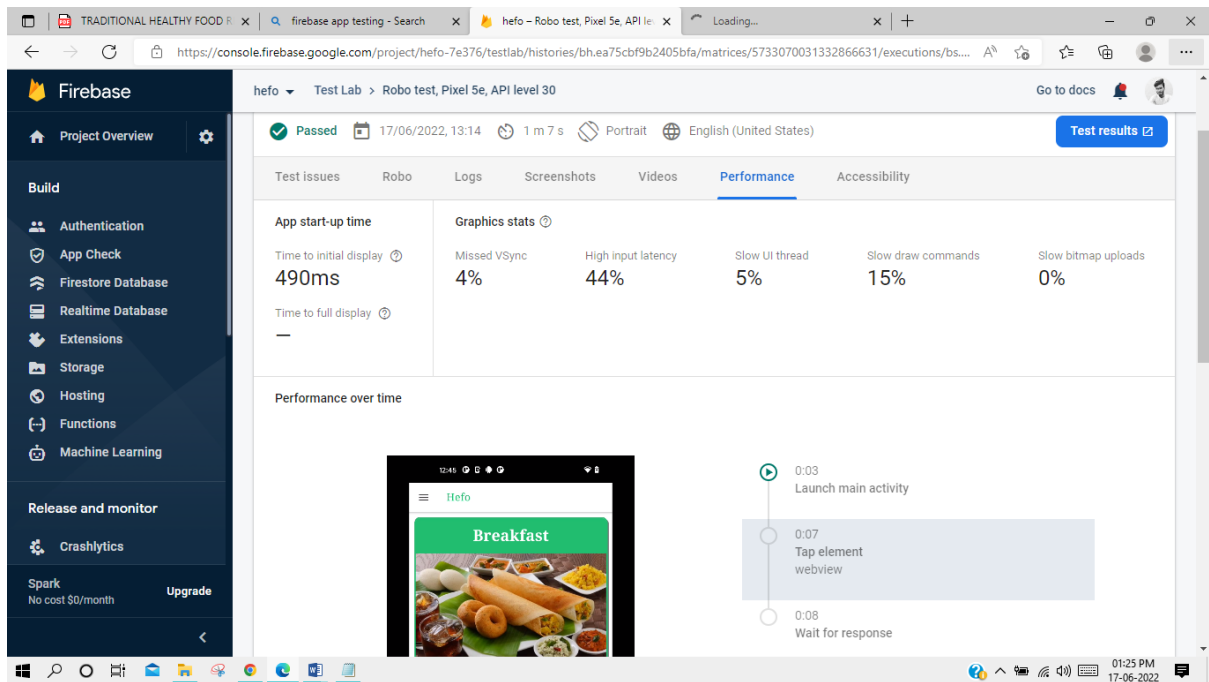 TRADITIONAL HEALTHY FOOD R
firebase app testing - Search
hefo – Robo test, Pixel 5e, API le
Loading...
https://console.firebase.google.com/project/hefo-7e376/testlab/histories/bh.ea75cbf9b2405bfa/matrices/5733070031332866631/executions/bs....
Firebase
hefo
Test Lab > Robo test, Pixel 5e, API level 30
Go to docs
Project Overview
Passed
17/06/2022, 13:14
1 m 7 s
Portrait
English (United States)
Test results
Build
Test issues
Robo
Logs
Screenshots
Videos
Performance
Accessibility
Authentication
App Check
Firestore Database
Realtime Database
Extensions
Storage
Hosting
Functions
Machine Learning
App start-up time
Time to initial display
490ms
Time to full display
—
Graphics stats
Missed VSync
4%
High input latency
44%
Slow UI thread
5%
Slow draw commands
15%
Slow bitmap uploads
0%
Performance over time
12:45
Hefo
Breakfast
0:03
Launch main activity
0:07
Tap element
webview
0:08
Wait for response
Release and monitor
Crashlytics
Spark
No cost $0/month
Upgrade
01:25 PM
17-06-2022